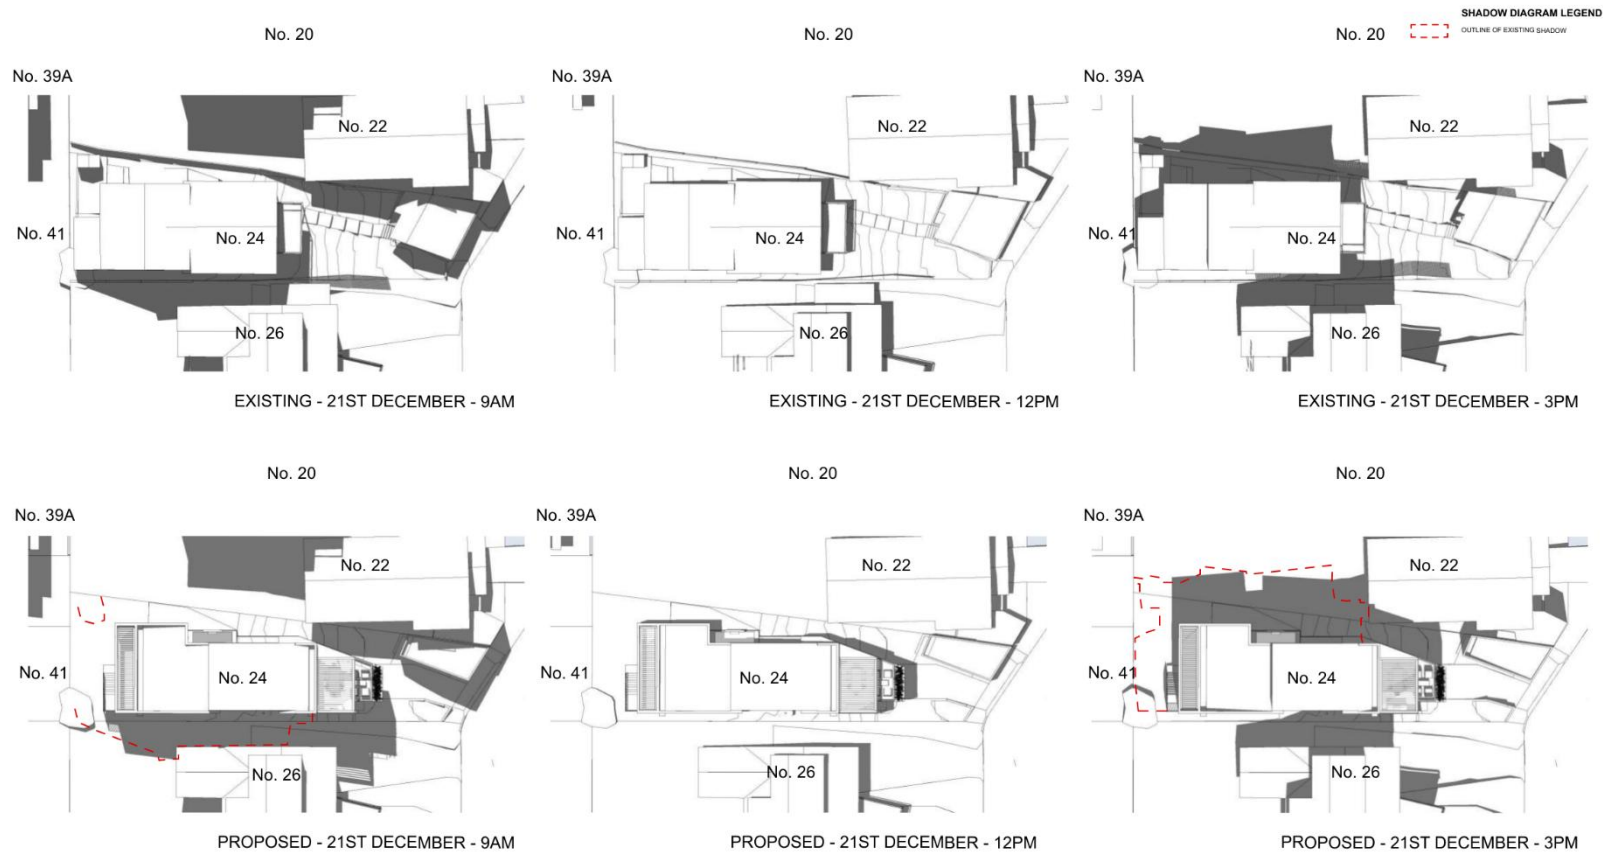 SHADOW DIAGRAM LEGEND
OUTLINE OF EXISTING SHADOW
No. 20
No. 20
No. 20
No. 39A
No. 39A
No. 39A
No. 22
No. 22
No. 22
No. 41
No. 24
No. 41
No. 24
No. 41
No. 24
No. 26
No. 26
No. 26
EXISTING - 21ST DECEMBER - 9AM
EXISTING - 21ST DECEMBER - 12PM
EXISTING - 21ST DECEMBER - 3PM
No. 20
No. 20
No. 20
No. 39A
No. 39A
No. 39A
No. 22
No. 22
No. 22
No. 41
No. 24
No. 41
No. 24
No. 41
No. 24
No. 26
No. 26
No. 26
PROPOSED - 21ST DECEMBER - 9AM
PROPOSED - 21ST DECEMBER - 12PM
PROPOSED - 21ST DECEMBER - 3PM